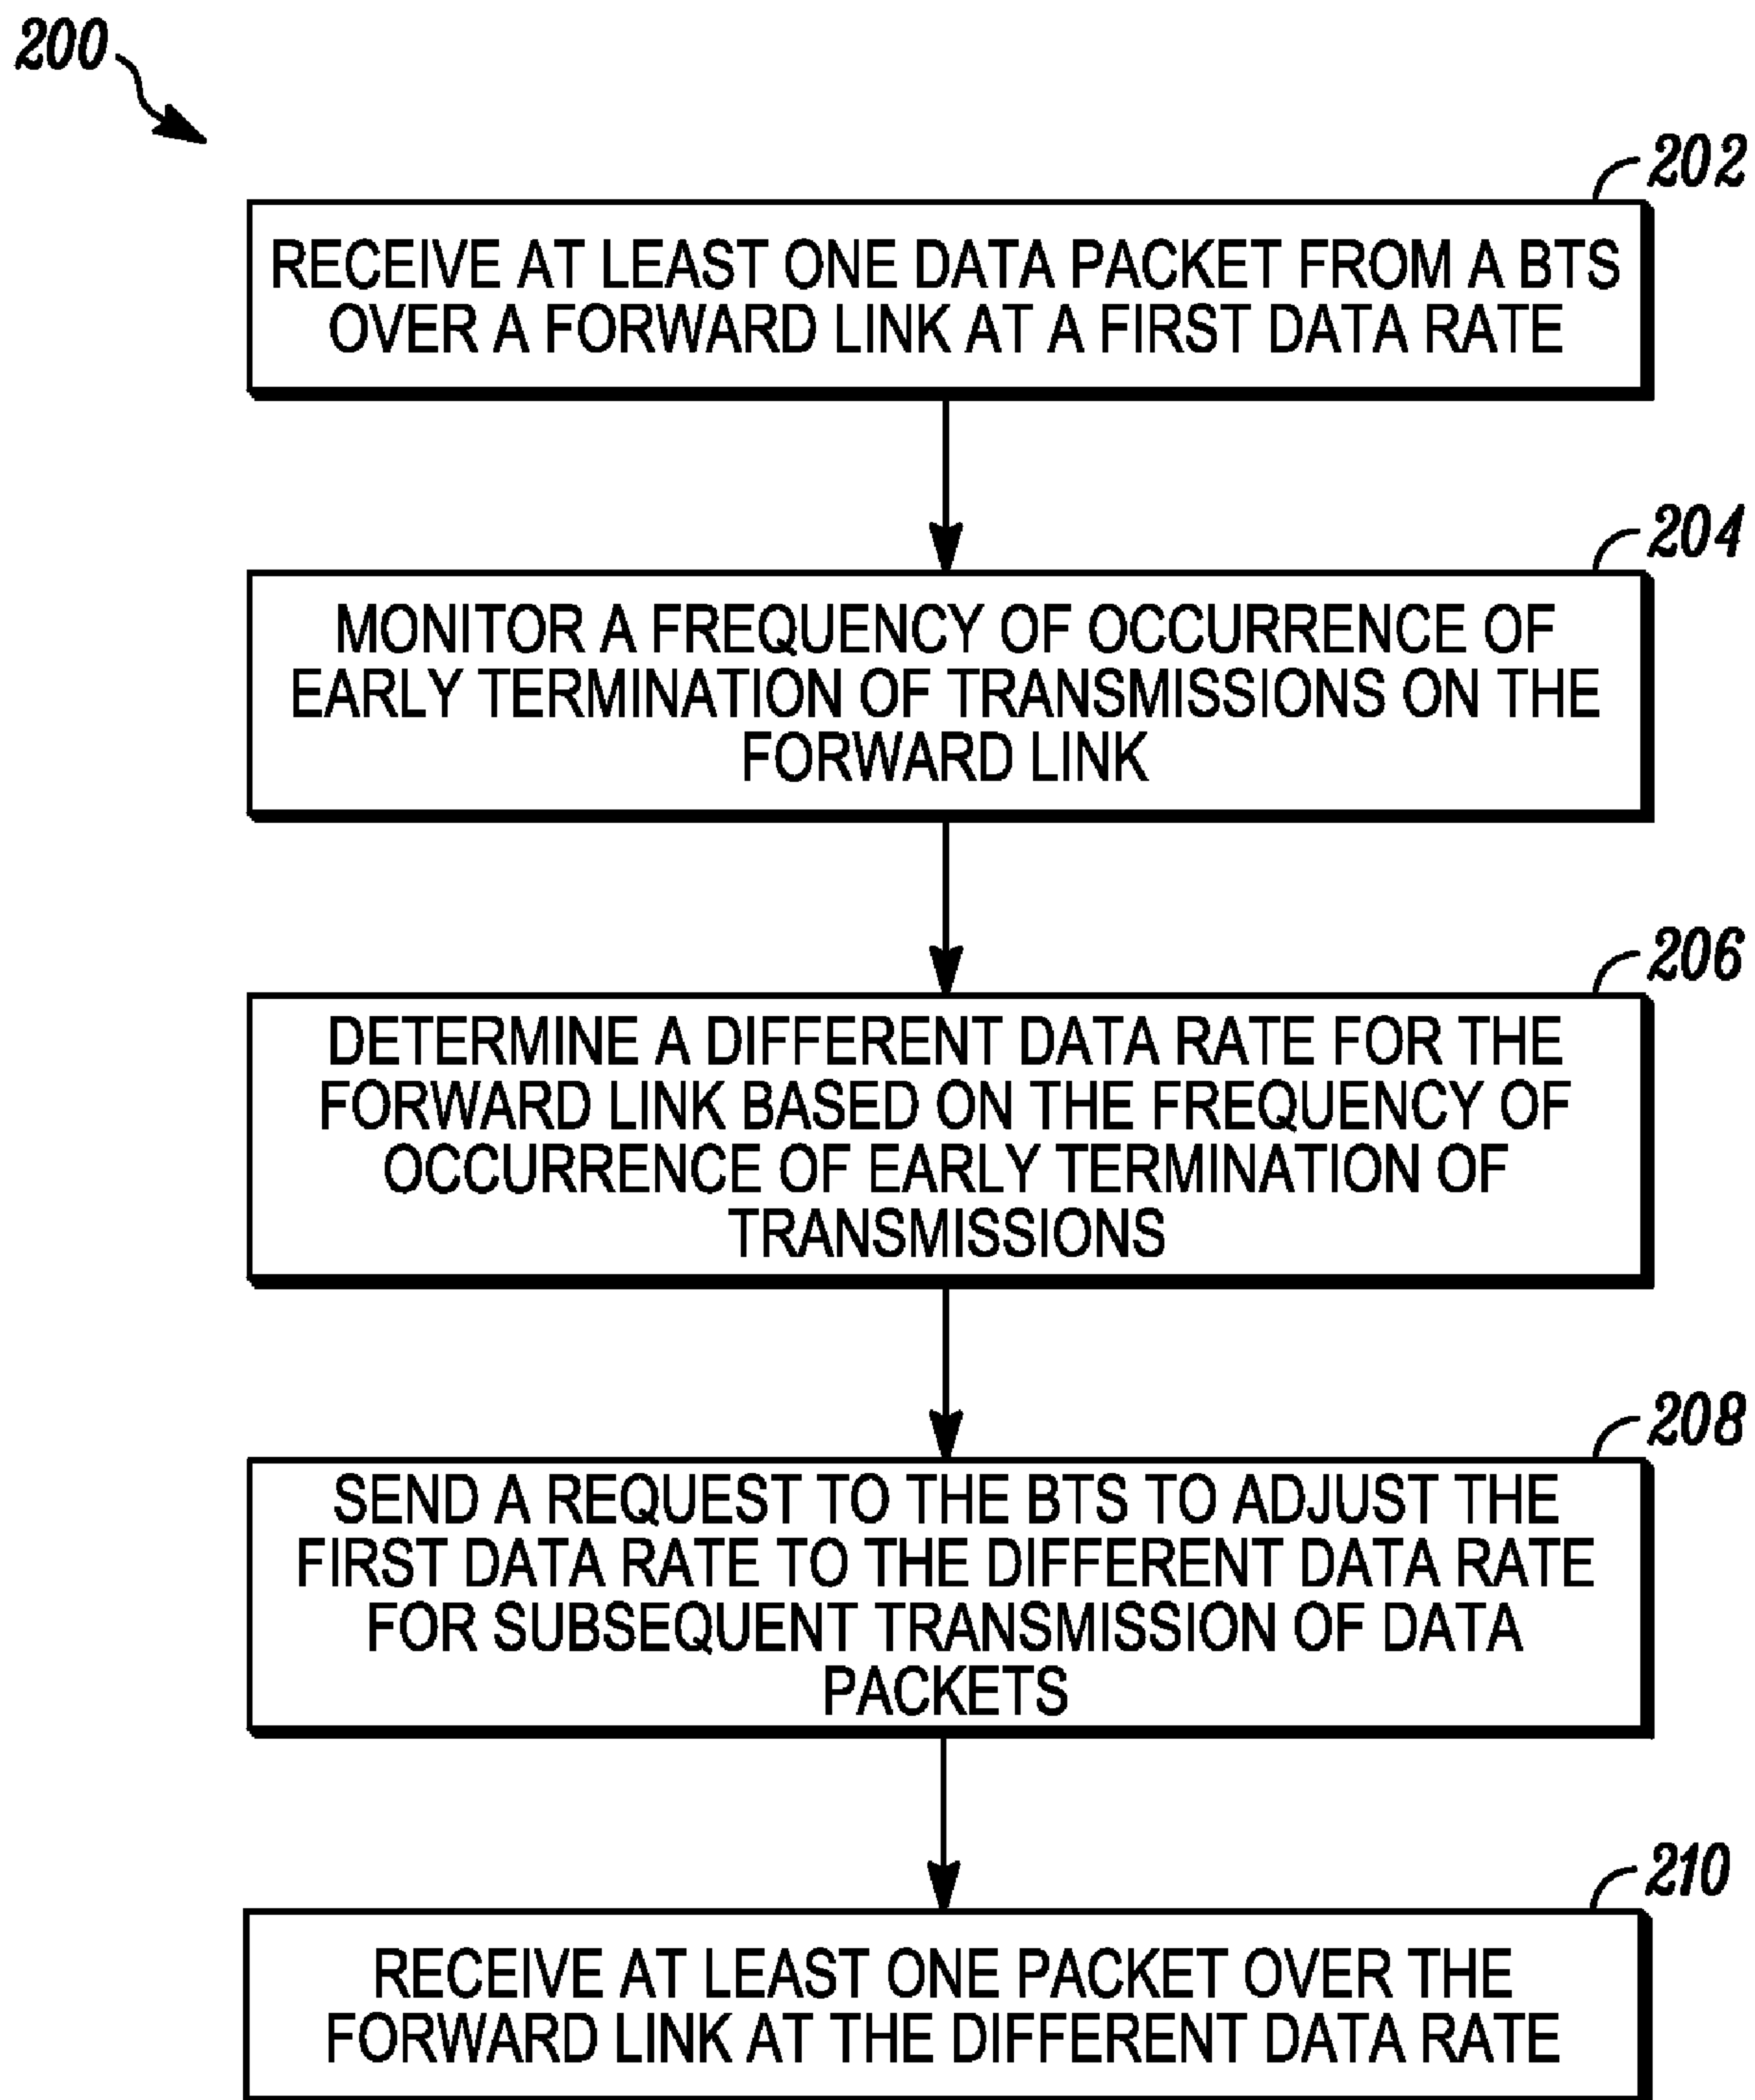 200
202
RECEIVE AT LEAST ONE DATA PACKET FROM A BTS
OVER A FORWARD LINK AT A FIRST DATA RATE
204
MONITOR A FREQUENCY OF OCCURRENCE OF
EARLY TERMINATION OF TRANSMISSIONS ON THE
FORWARD LINK
206
DETERMINE A DIFFERENT DATA RATE FOR THE
FORWARD LINK BASED ON THE FREQUENCY OF
OCCURRENCE OF EARLY TERMINATION OF
TRANSMISSIONS
208
SEND A REQUEST TO THE BTS TO ADJUST THE
FIRST DATA RATE TO THE DIFFERENT DATA RATE
FOR SUBSEQUENT TRANSMISSION OF DATA
PACKETS
210
RECEIVE AT LEAST ONE PACKET OVER THE
FORWARD LINK AT THE DIFFERENT DATA RATE